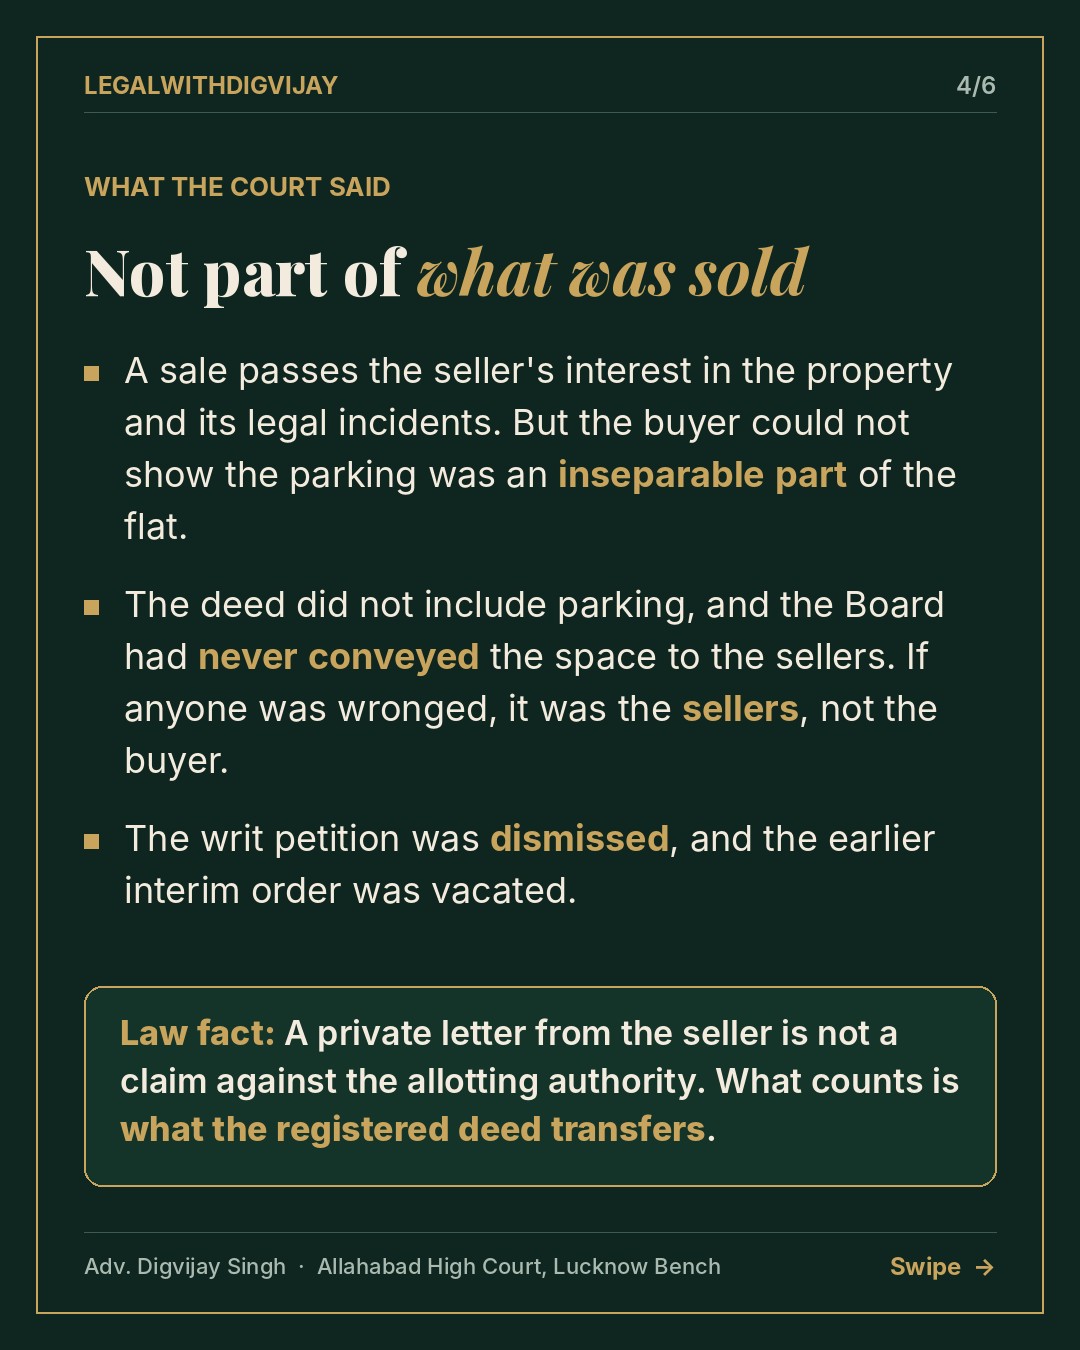 LEGALWITHDIGVIJAY
4/6
WHAT THE COURT SAID
Not part of what was sold
A sale passes the seller's interest in the property
and its legal incidents. But the buyer could not
show the parking was an inseparable part of the
flat.
The deed did not include parking, and the Board
had never conveyed the space to the sellers. If
anyone was wronged, it was the sellers, not the
buyer.
The writ petition was dismissed, and the earlier
interim order was vacated.
Law fact: A private letter from the seller is not a
claim against the allotting authority. What counts is
what the registered deed transfers.
Adv. Digvijay Singh · Allahabad High Court, Lucknow Bench
Swipe →